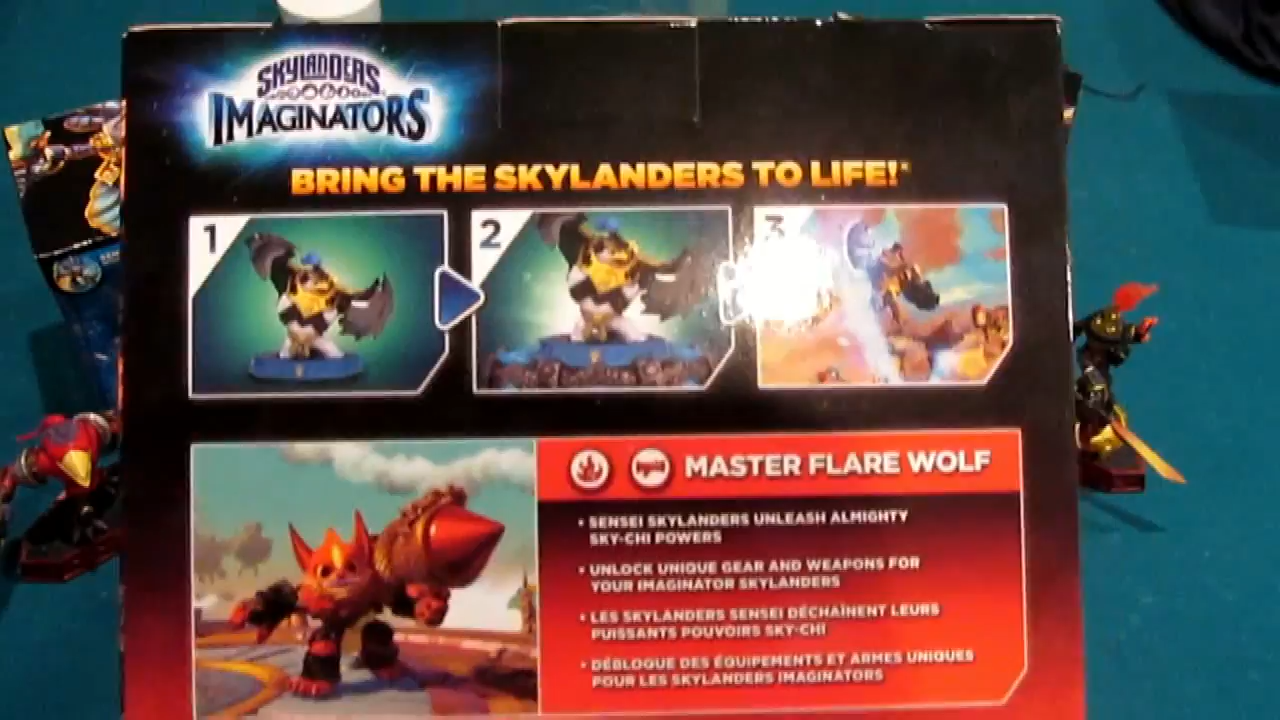 SKYLANDERS
IMAGINATORS
BRING THE SKYLANDERS TO LIFE!*
1
2
3
MASTER FLARE WOLF
• SENSEI SKYLANDERS UNLEASH ALMIGHTY
SKY-CHI POWERS
• UNLOCK UNIQUE GEAR AND WEAPONS FOR
YOUR IMAGINATOR SKYLANDERS
• LES SKYLANDERS SENSEI DÉCHAÎNENT LEURS
PUISSANTS POUVOIRS SKY-CHI
• DÉBLOQUE DES ÉQUIPEMENTS ET ARMES UNIQUES
POUR LES SKYLANDERS IMAGINATORS